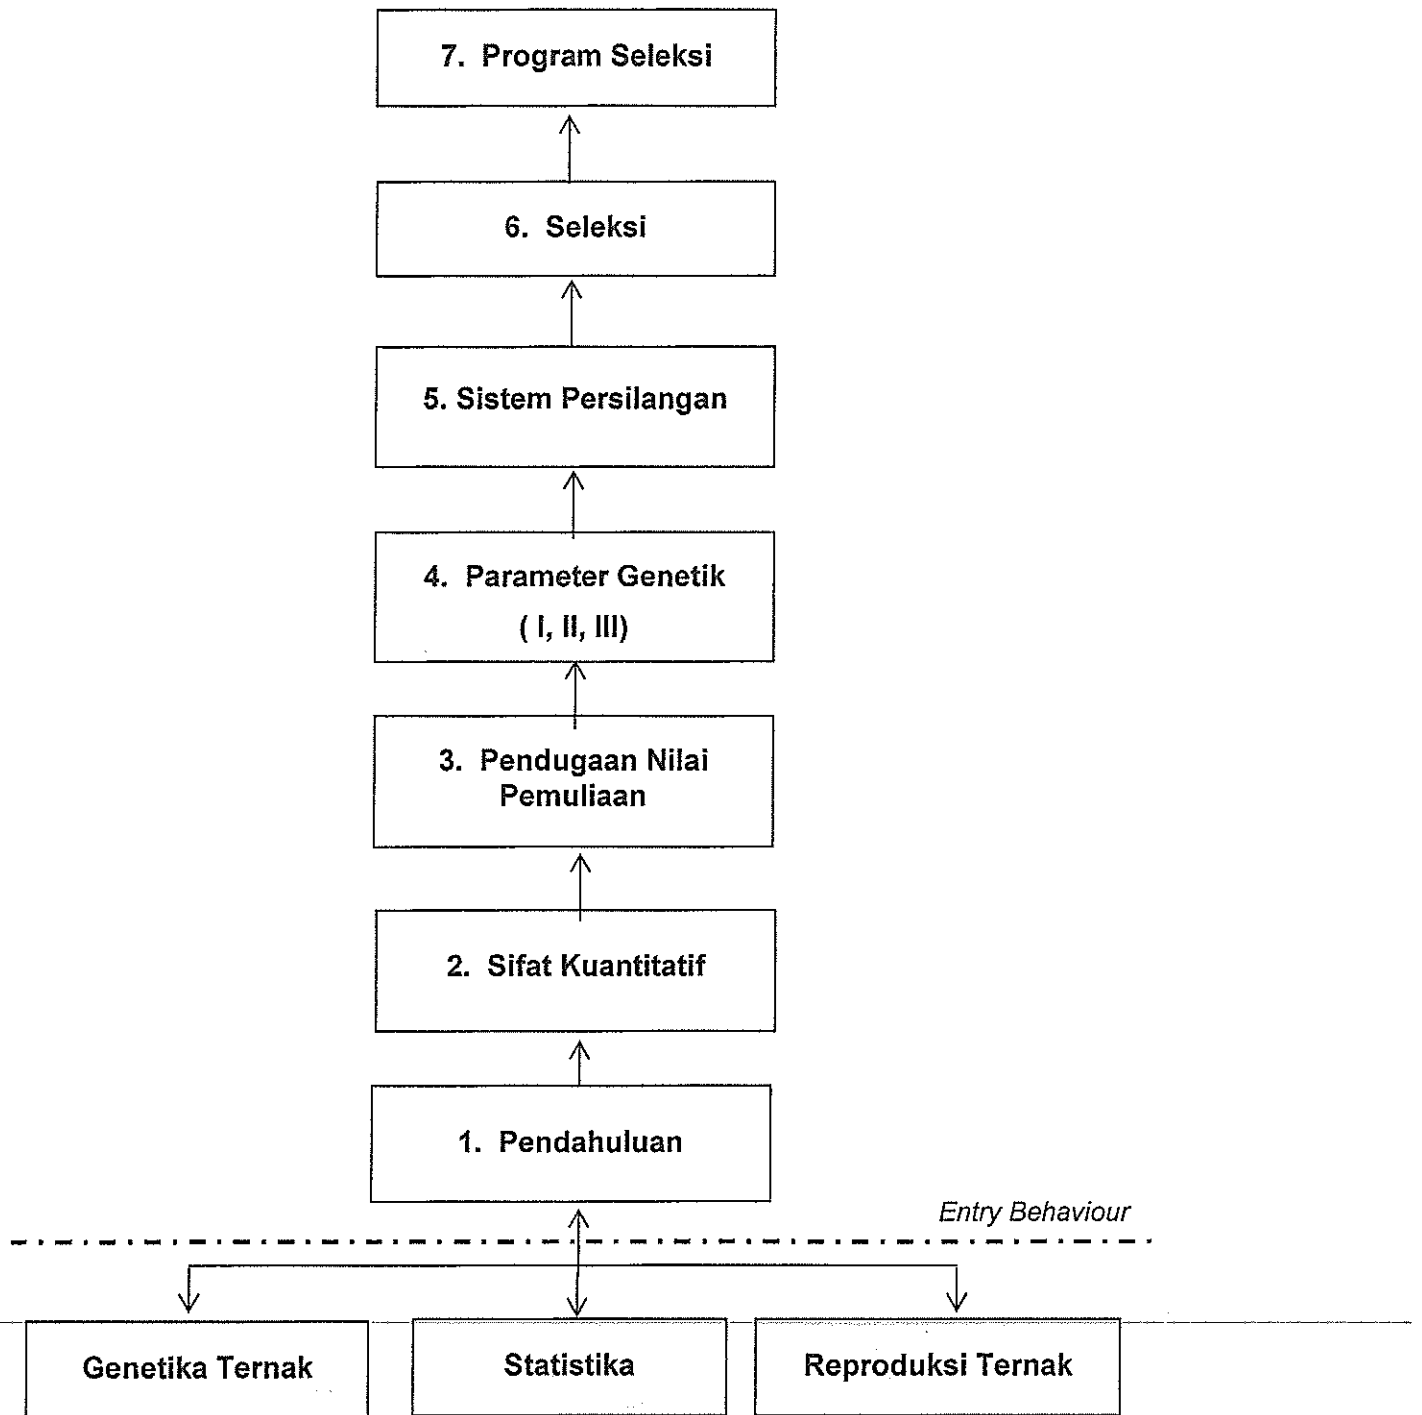 7. Program Seleksi
6. Seleksi
5. Sistem Persilangan
4. Parameter Genetik
( I, II, III)
3. Pendugaan Nilai
Pemuliaan
2. Sifat Kuantitatif
1. Pendahuluan
Entry Behaviour
Genetika Ternak
Statistika
Reproduksi Ternak